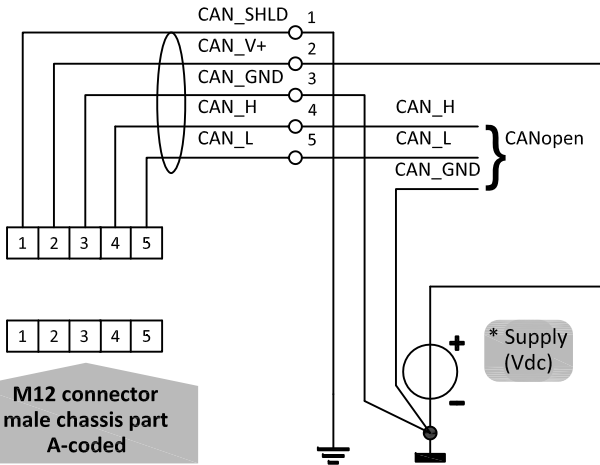 CAN_SHLD 1
CAN_V+ 2
CAN_GND 3
CAN_H 4 CAN_H
CAN_L 5 CAN_L
CANopen
CAN_GND
1 2 3 4 5
1 2 3 4 5
+
* Supply
(Vdc)
−
M12 connector
male chassis part
A-coded